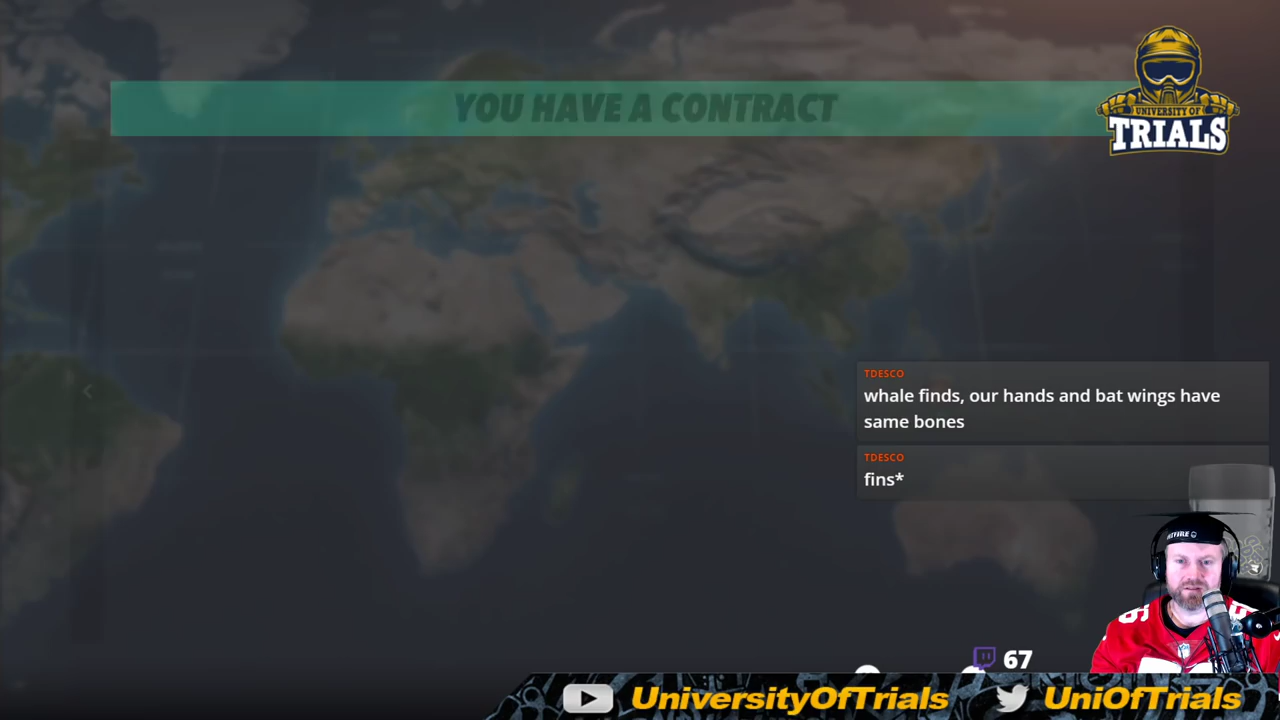 YOU HAVE A CONTRACT
UNIVERSITY OF
TRIALS
TDESCO
whale finds, our hands and bat wings have
same bones
TDESCO
fins*
67
UniversityOfTrials
UniOfTrials